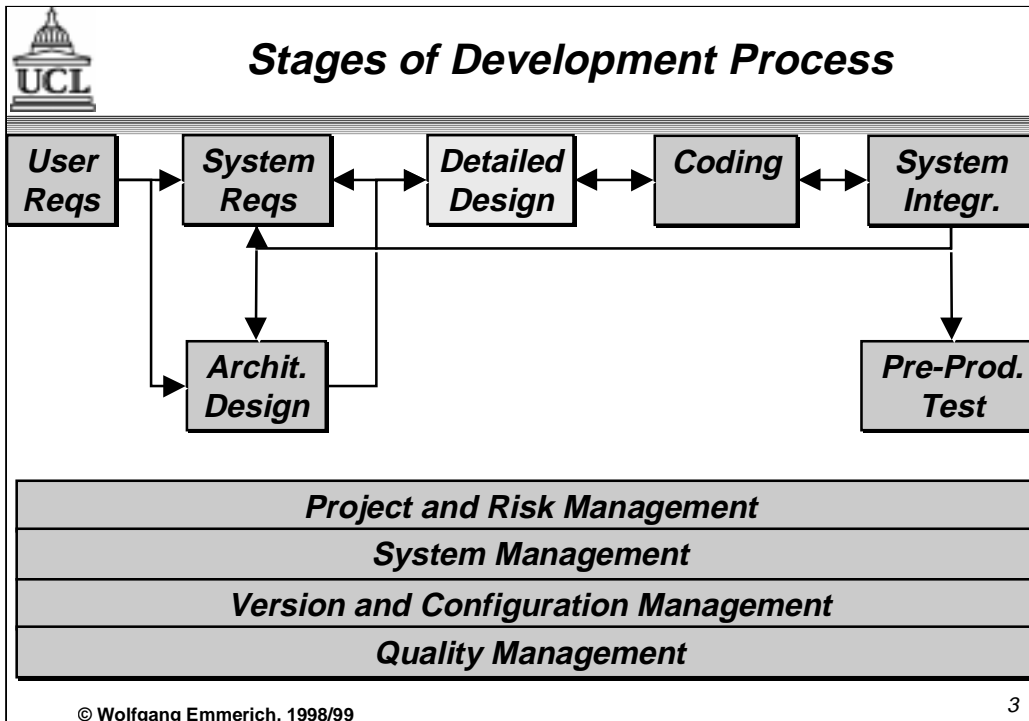 UCL
Stages of Development Process
User
Reqs
System
Reqs
Detailed
Design
Coding
System
Integr.
Archit.
Design
Pre-Prod.
Test
Project and Risk Management
System Management
Version and Configuration Management
Quality Management
© Wolfgang Emmerich, 1998/99
3